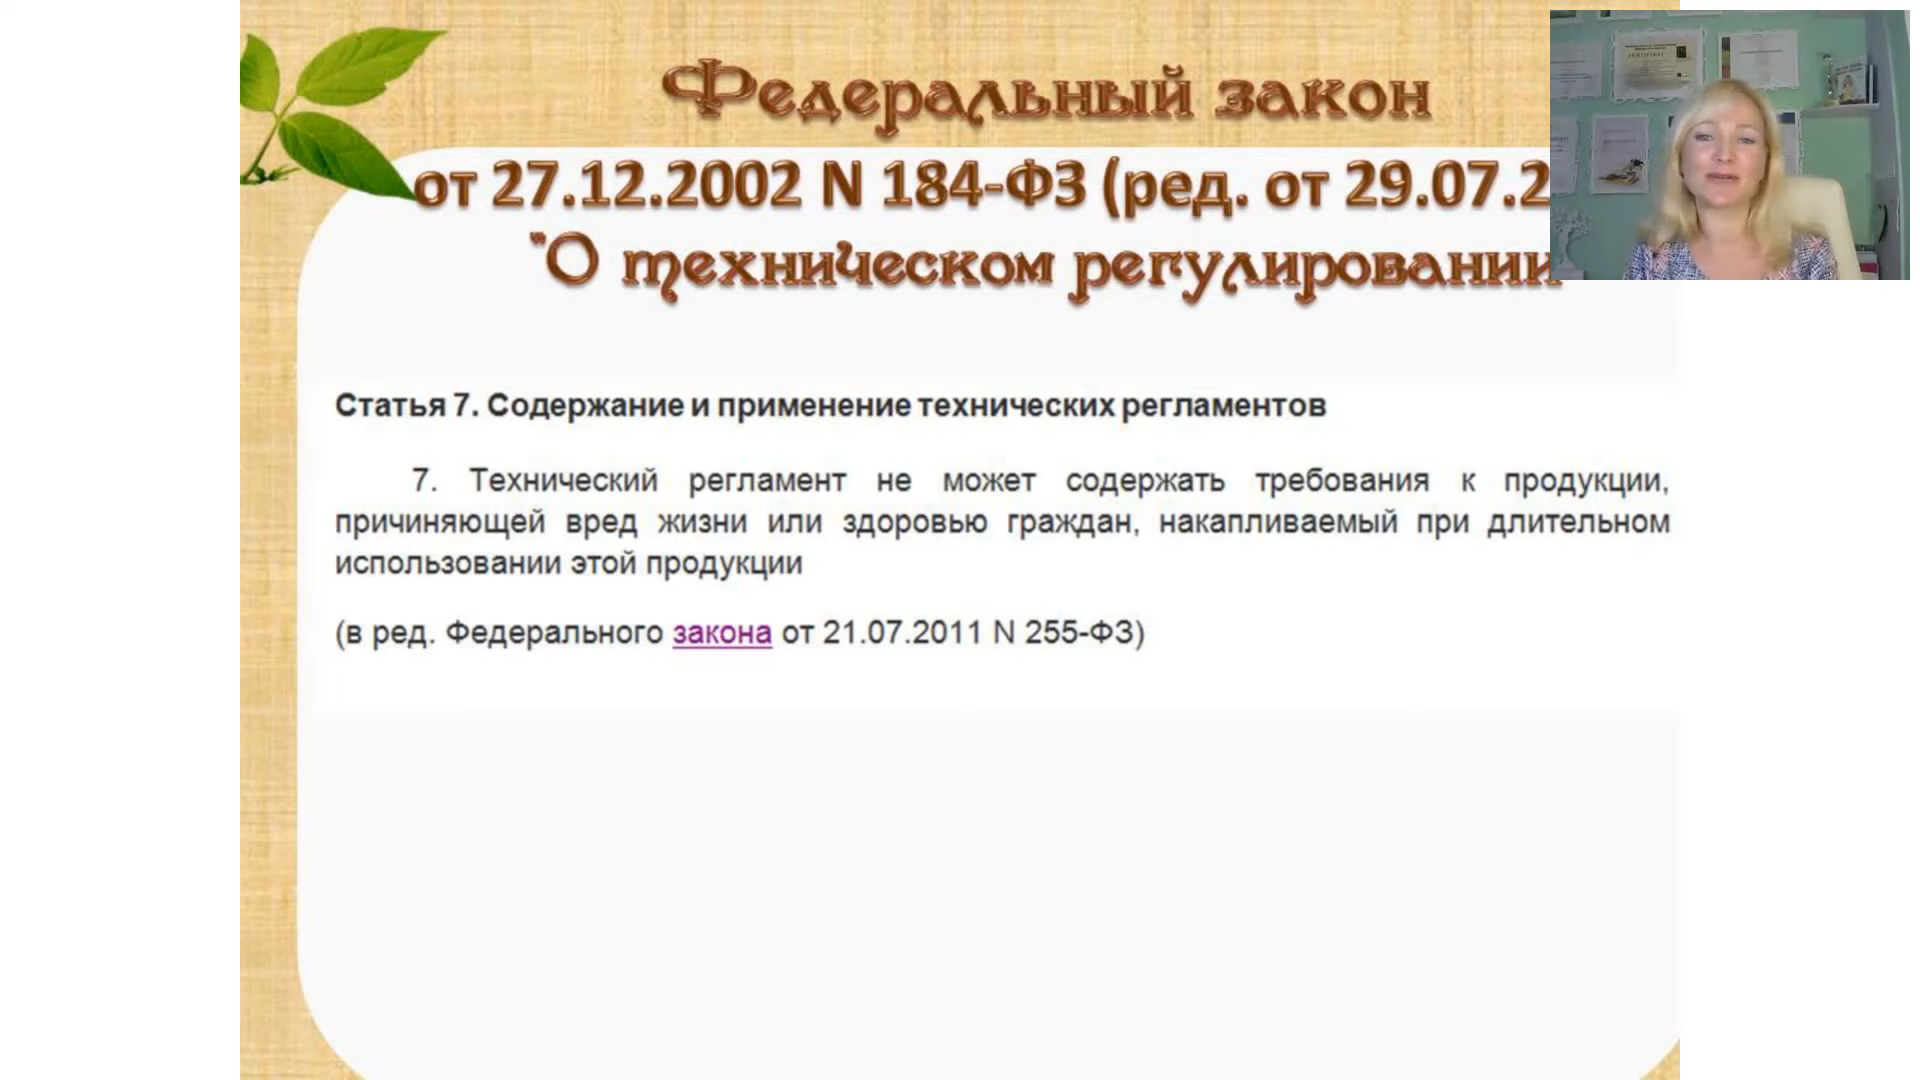 Федеральный закон
от 27.12.2002 N 184-ФЗ (ред. от 29.07.2
"О техническом регулировании
Статья 7. Содержание и применение технических регламентов
7. Технический регламент не может содержать требования к продукции,
причиняющей вред жизни или здоровью граждан, накапливаемый при длительном
использовании этой продукции
(в ред. Федерального закона от 21.07.2011 N 255-ФЗ)